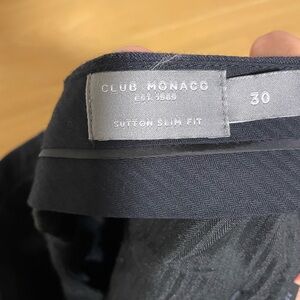 CLUB MONACO
EST. 1985
SUTTON SLIM FIT
30